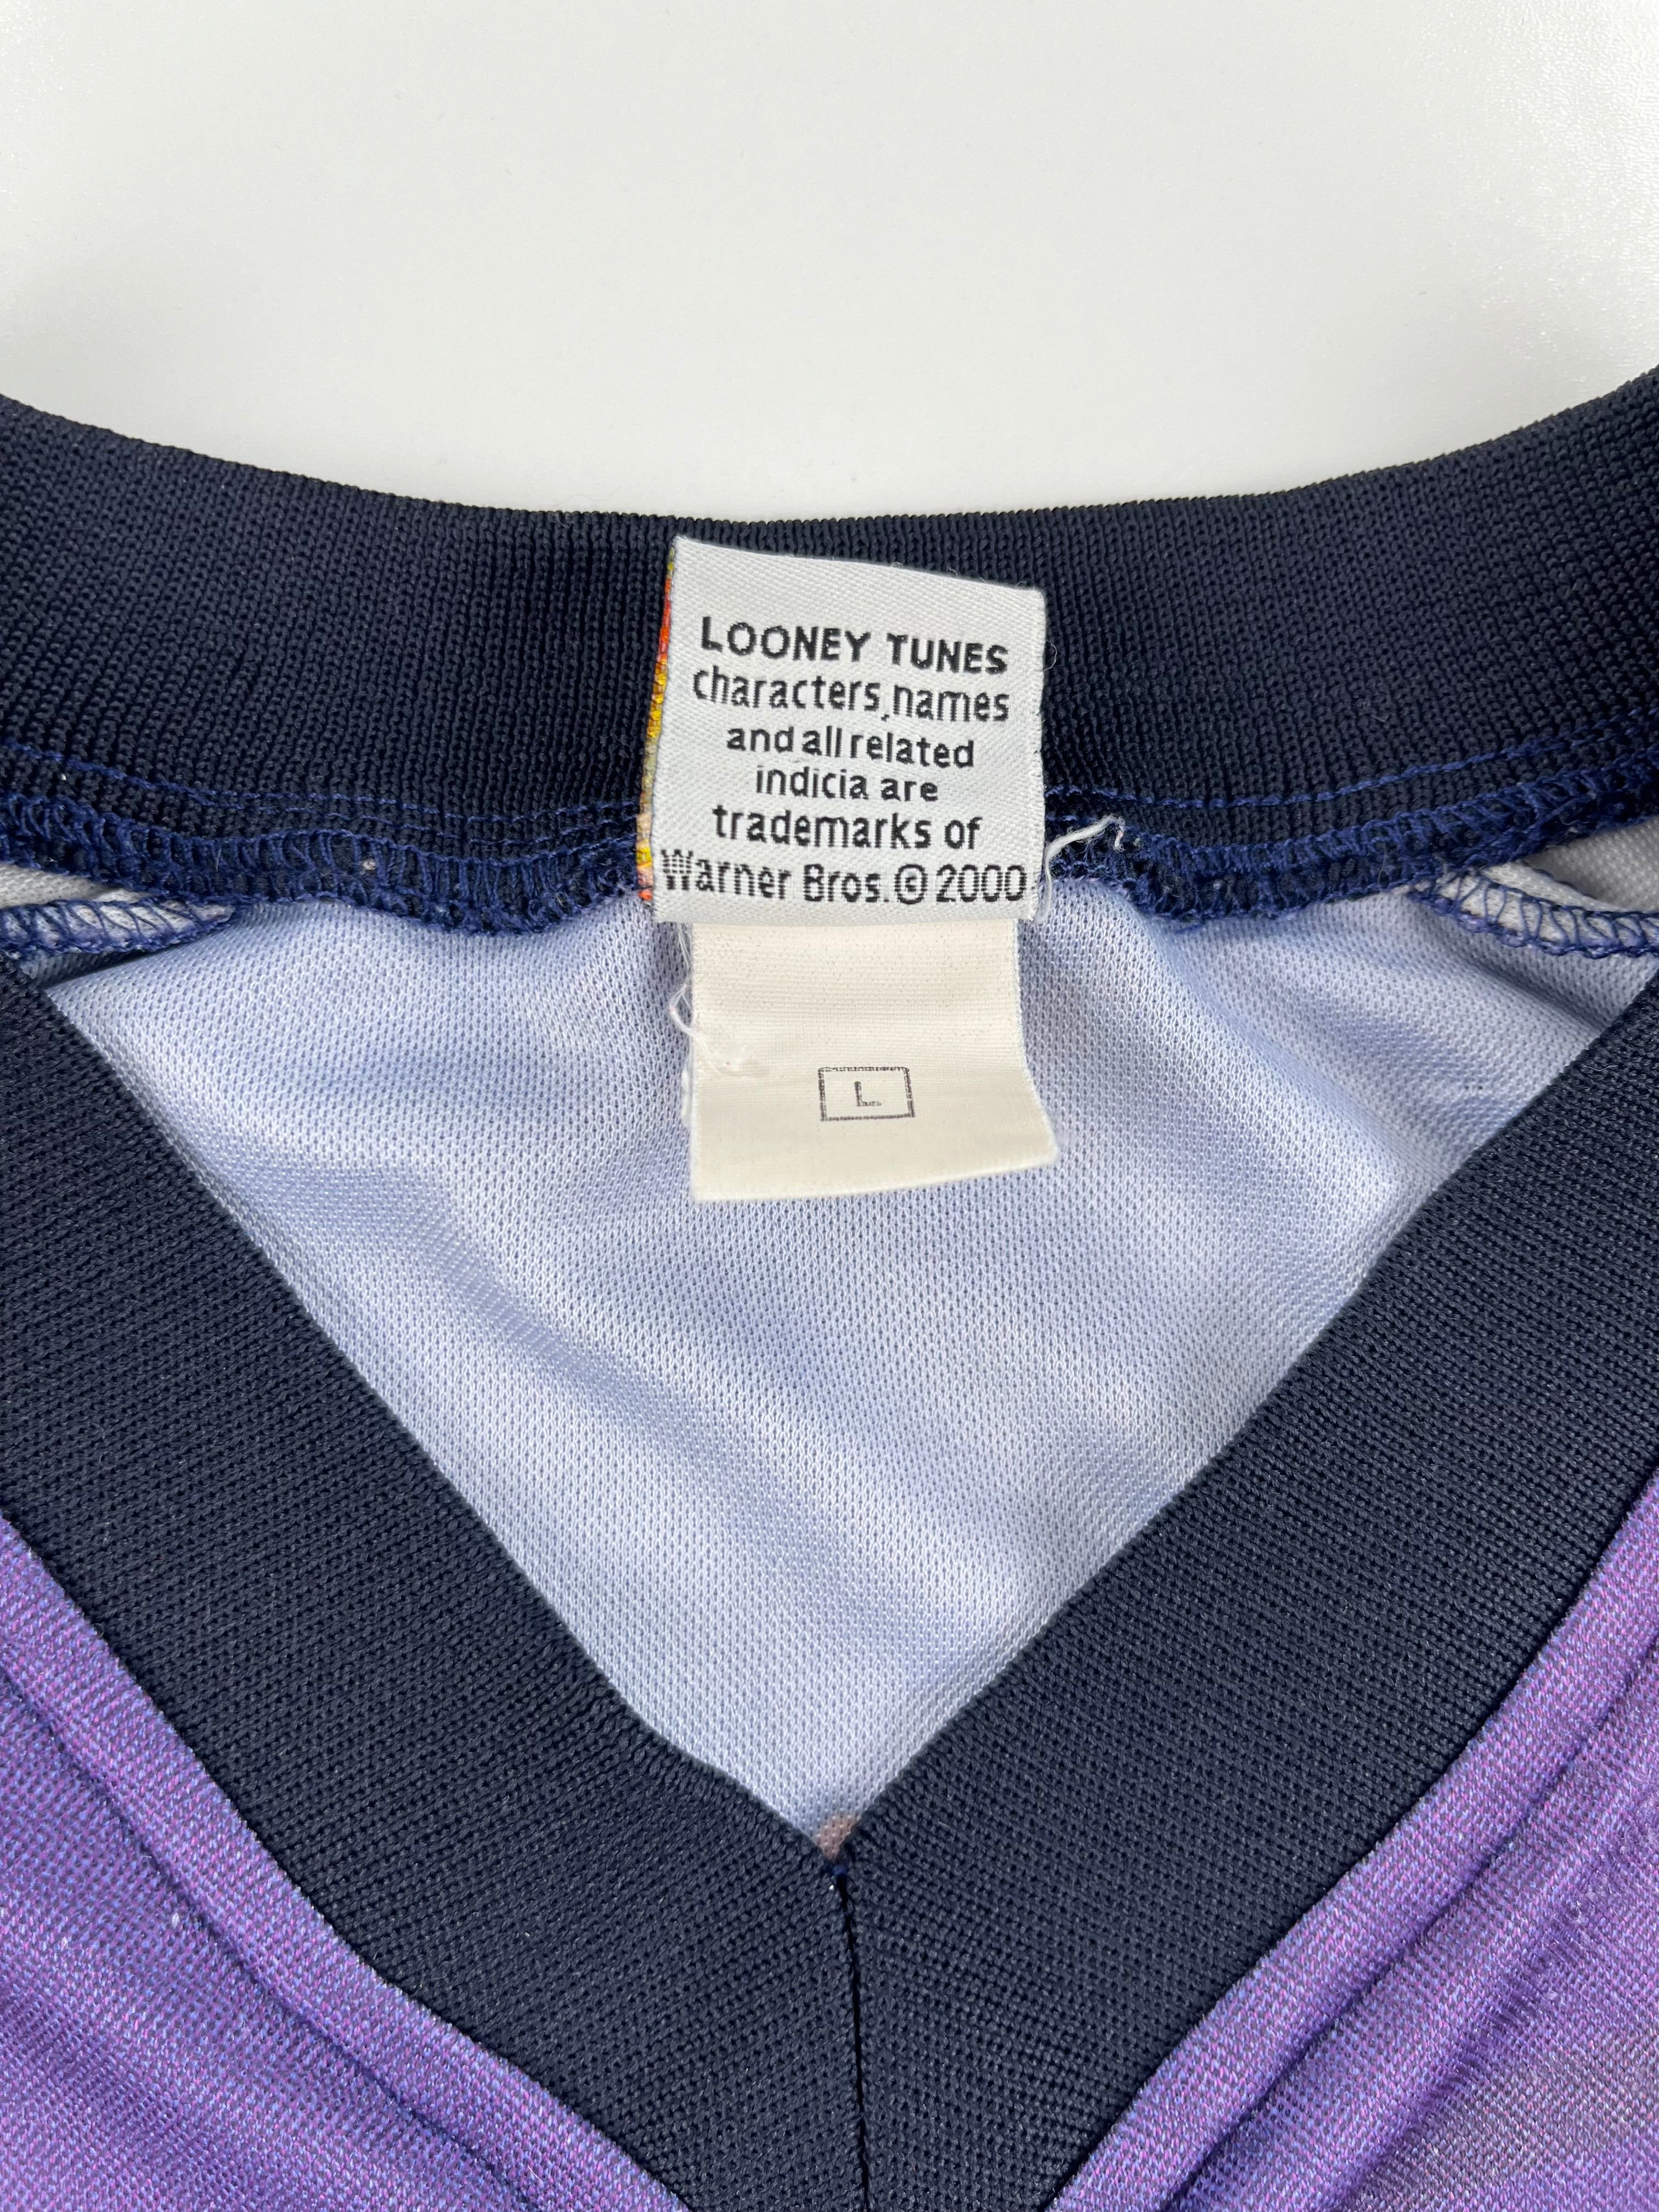 LOONEY TUNES
characters, names
and all related
indicia are
trademarks of
Warner Bros. © 2000
L